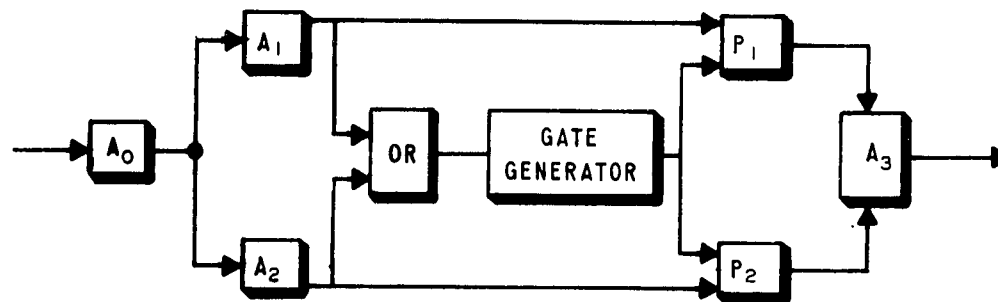 A₀
A₁
A₂
OR
GATE
GENERATOR
P₁
P₂
A₃